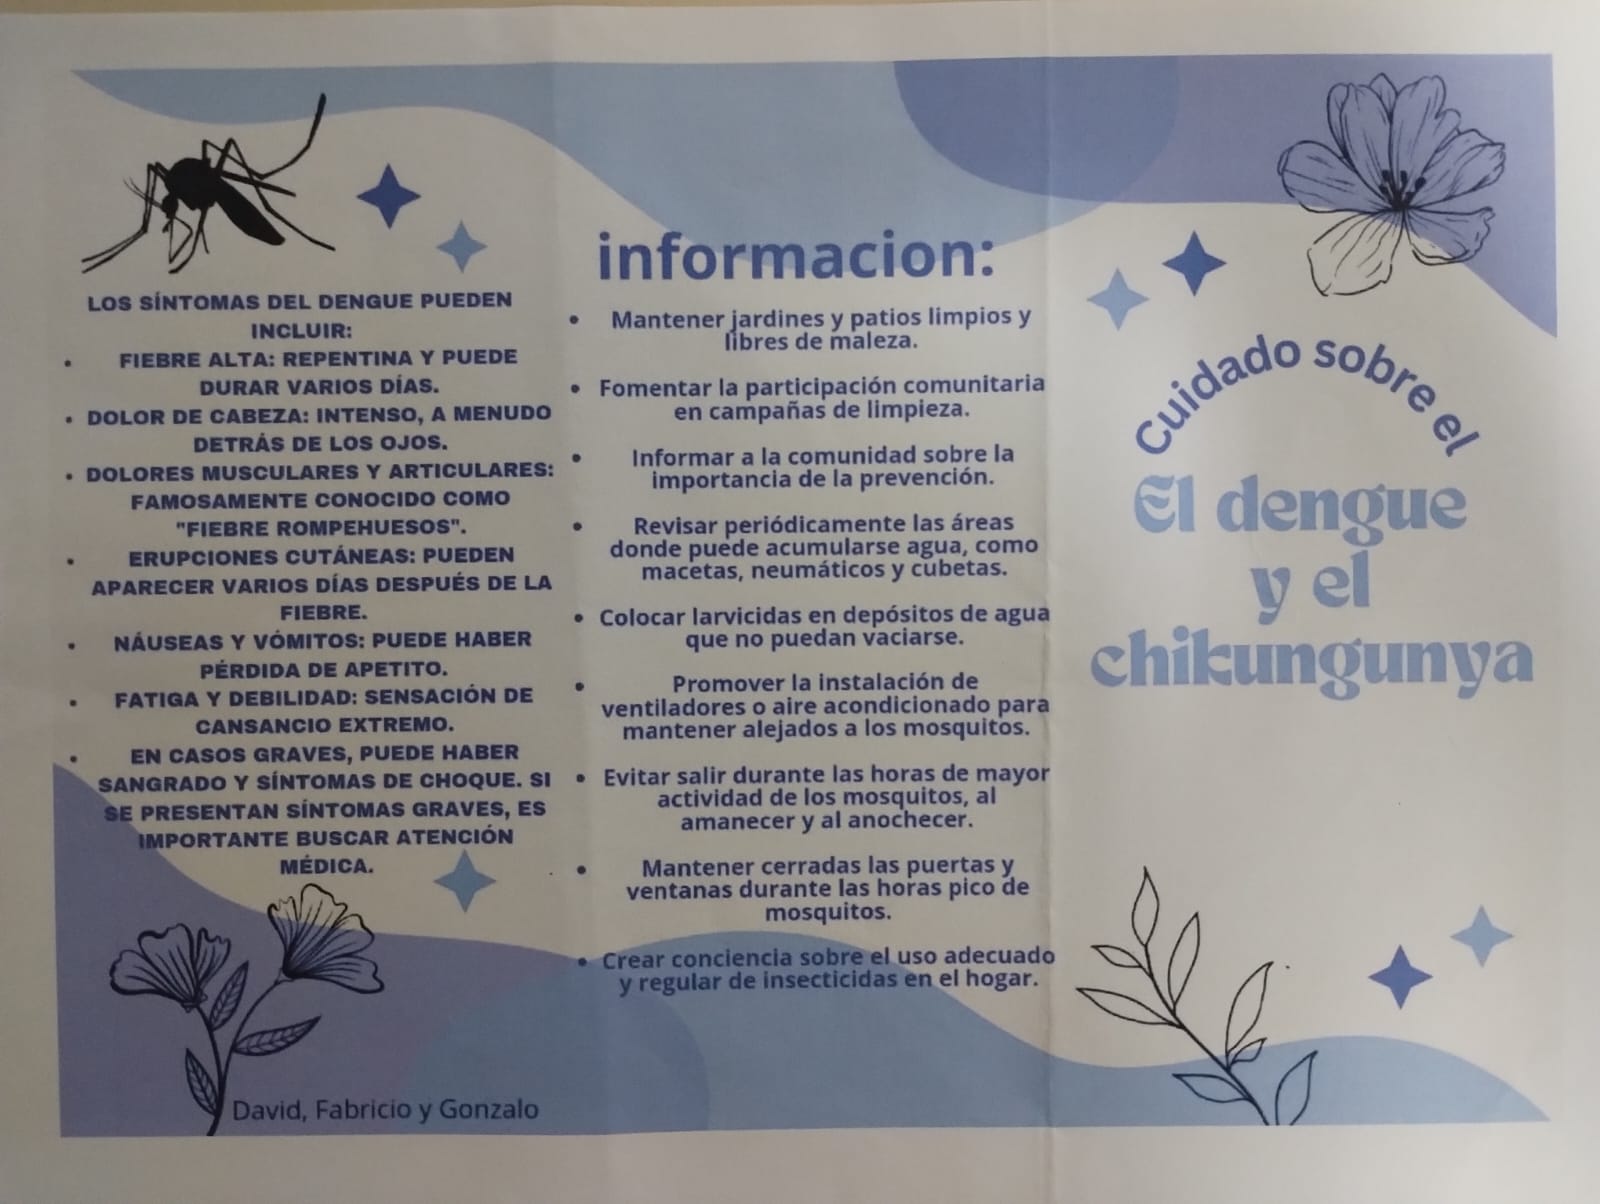 LOS SÍNTOMAS DEL DENGUE PUEDEN
INCLUIR:
• FIEBRE ALTA: REPENTINA Y PUEDE
DURAR VARIOS DÍAS.
• DOLOR DE CABEZA: INTENSO, A MENUDO
DETRÁS DE LOS OJOS.
• DOLORES MUSCULARES Y ARTICULARES:
FAMOSAMENTE CONOCIDO COMO
"FIEBRE ROMPEHUESOS".
• ERUPCIONES CUTÁNEAS: PUEDEN
APARECER VARIOS DÍAS DESPUÉS DE LA
FIEBRE.
• NÁUSEAS Y VÓMITOS: PUEDE HABER
PÉRDIDA DE APETITO.
• FATIGA Y DEBILIDAD: SENSACIÓN DE
CANSANCIO EXTREMO.
• EN CASOS GRAVES, PUEDE HABER
SANGRADO Y SÍNTOMAS DE CHOQUE. SI
SE PRESENTAN SÍNTOMAS GRAVES, ES
IMPORTANTE BUSCAR ATENCIÓN
MÉDICA.
David, Fabricio y Gonzalo
informacion:
• Mantener jardines y patios limpios y
libres de maleza.
• Fomentar la participación comunitaria
en campañas de limpieza.
• Informar a la comunidad sobre la
importancia de la prevención.
• Revisar periódicamente las áreas
donde puede acumularse agua, como
macetas, neumáticos y cubetas.
• Colocar larvicidas en depósitos de agua
que no puedan vaciarse.
• Promover la instalación de
ventiladores o aire acondicionado para
mantener alejados a los mosquitos.
• Evitar salir durante las horas de mayor
actividad de los mosquitos, al
amanecer y al anochecer.
• Mantener cerradas las puertas y
ventanas durante las horas pico de
mosquitos.
• Crear conciencia sobre el uso adecuado
y regular de insecticidas en el hogar.
Cuidado sobre el
El dengue
y el
chikungunya